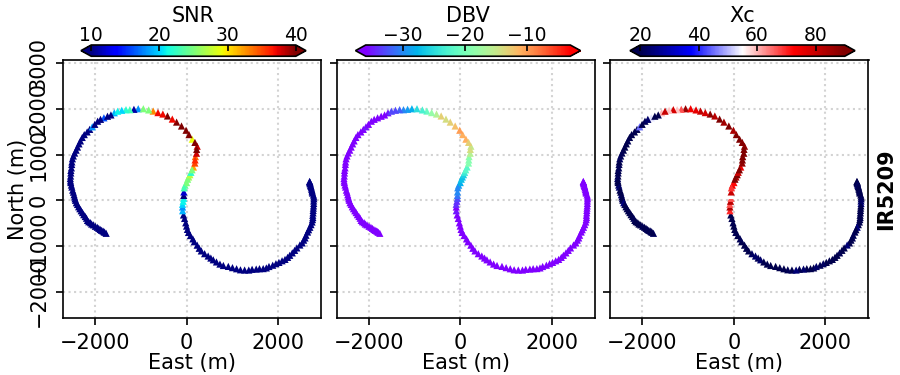 SNR DBV Xc
10 20 30 40 −30 −20 −10 20 40 60 80
3000
2000
1000
0
−1000
−2000
North (m)
IR5209
−2000 0 2000 −2000 0 2000 −2000 0 2000
East (m) East (m) East (m)